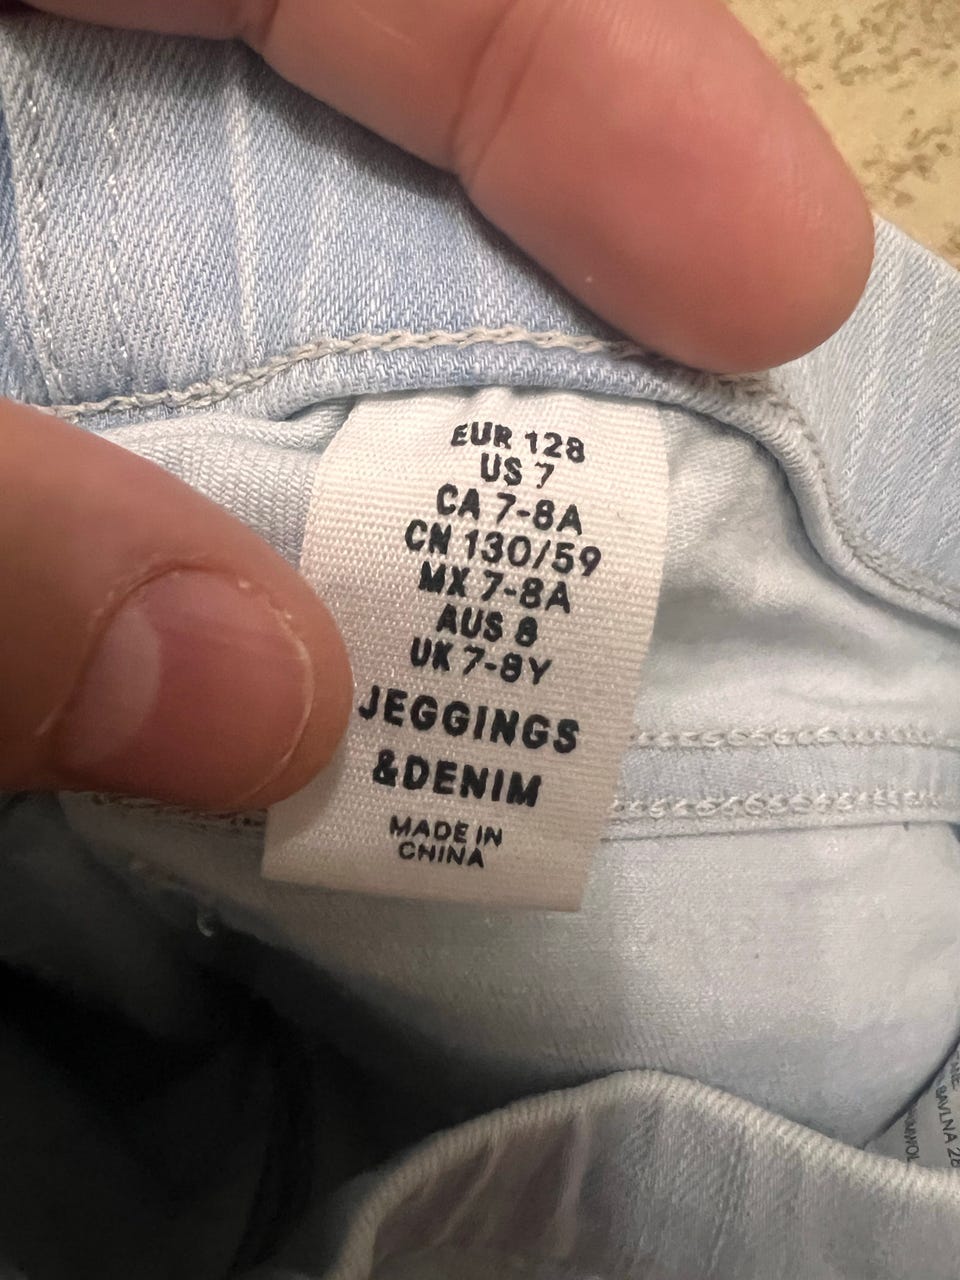 EUR 128
US 7
CA 7-8A
CN 130/59
MX 7-8A
AUS 8
UK 7-8Y
JEGGINGS
&DENIM
MADE IN
CHINA